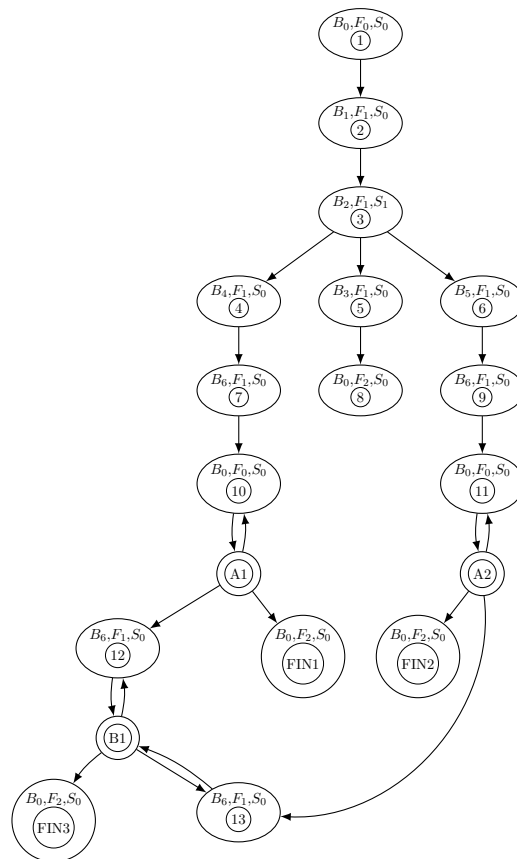 B₀,F₀,S₀
1
B₁,F₁,S₀
2
B₂,F₁,S₁
3
B₄,F₁,S₀
4
B₃,F₁,S₀
5
B₅,F₁,S₀
6
B₆,F₁,S₀
7
B₀,F₂,S₀
8
B₆,F₁,S₀
9
B₀,F₀,S₀
10
B₀,F₀,S₀
11
A1
A2
B₆,F₁,S₀
12
B₀,F₂,S₀
FIN1
B₀,F₂,S₀
FIN2
B1
B₀,F₂,S₀
FIN3
B₆,F₁,S₀
13